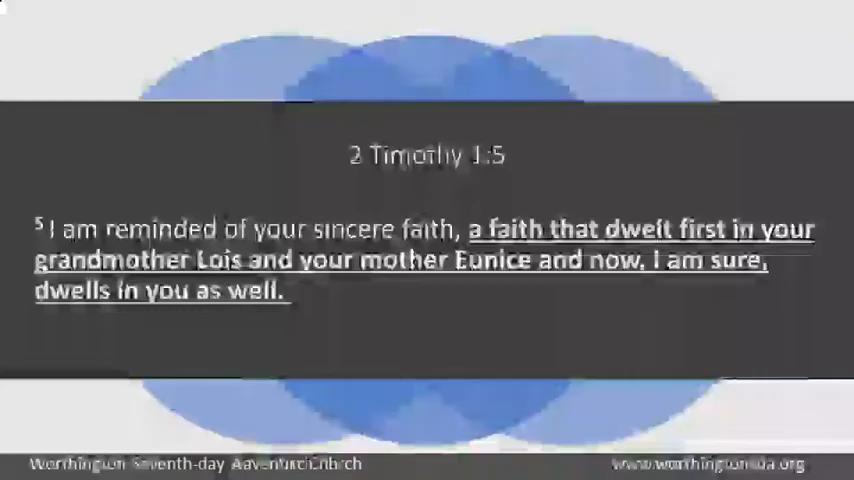 2 Timothy 1:5
5 I am reminded of your sincere faith, a faith that dwelt first in your
grandmother Lois and your mother Eunice and now, I am sure,
dwells in you as well.
Worthington Seventh-day Adventist Church
www.worthingtonsda.org